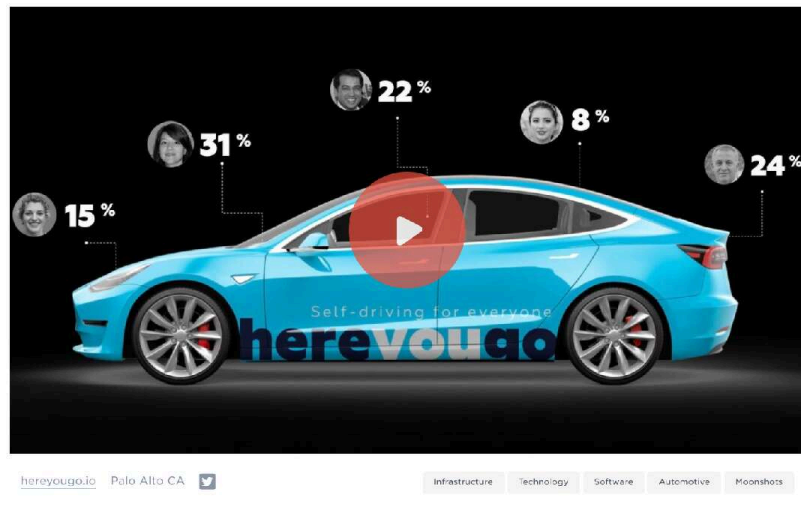 22 %
8 %
31 %
24 %
15 %
Self-driving for everyone
hereyougo
hereyougo.io Palo Alto CA
Infrastructure Technology Software Automotive Moonshots